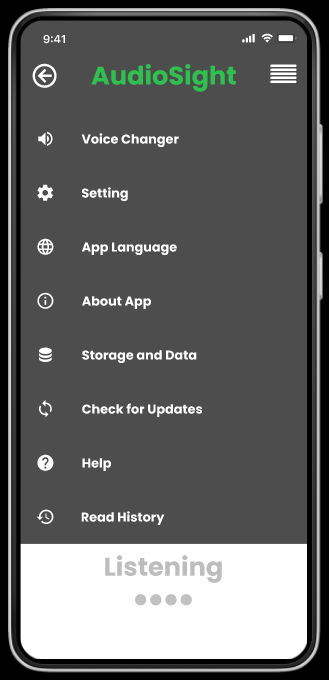 9:41
AudioSight
Voice Changer
Setting
App Language
About App
Storage and Data
Check for Updates
Help
Read History
Listening